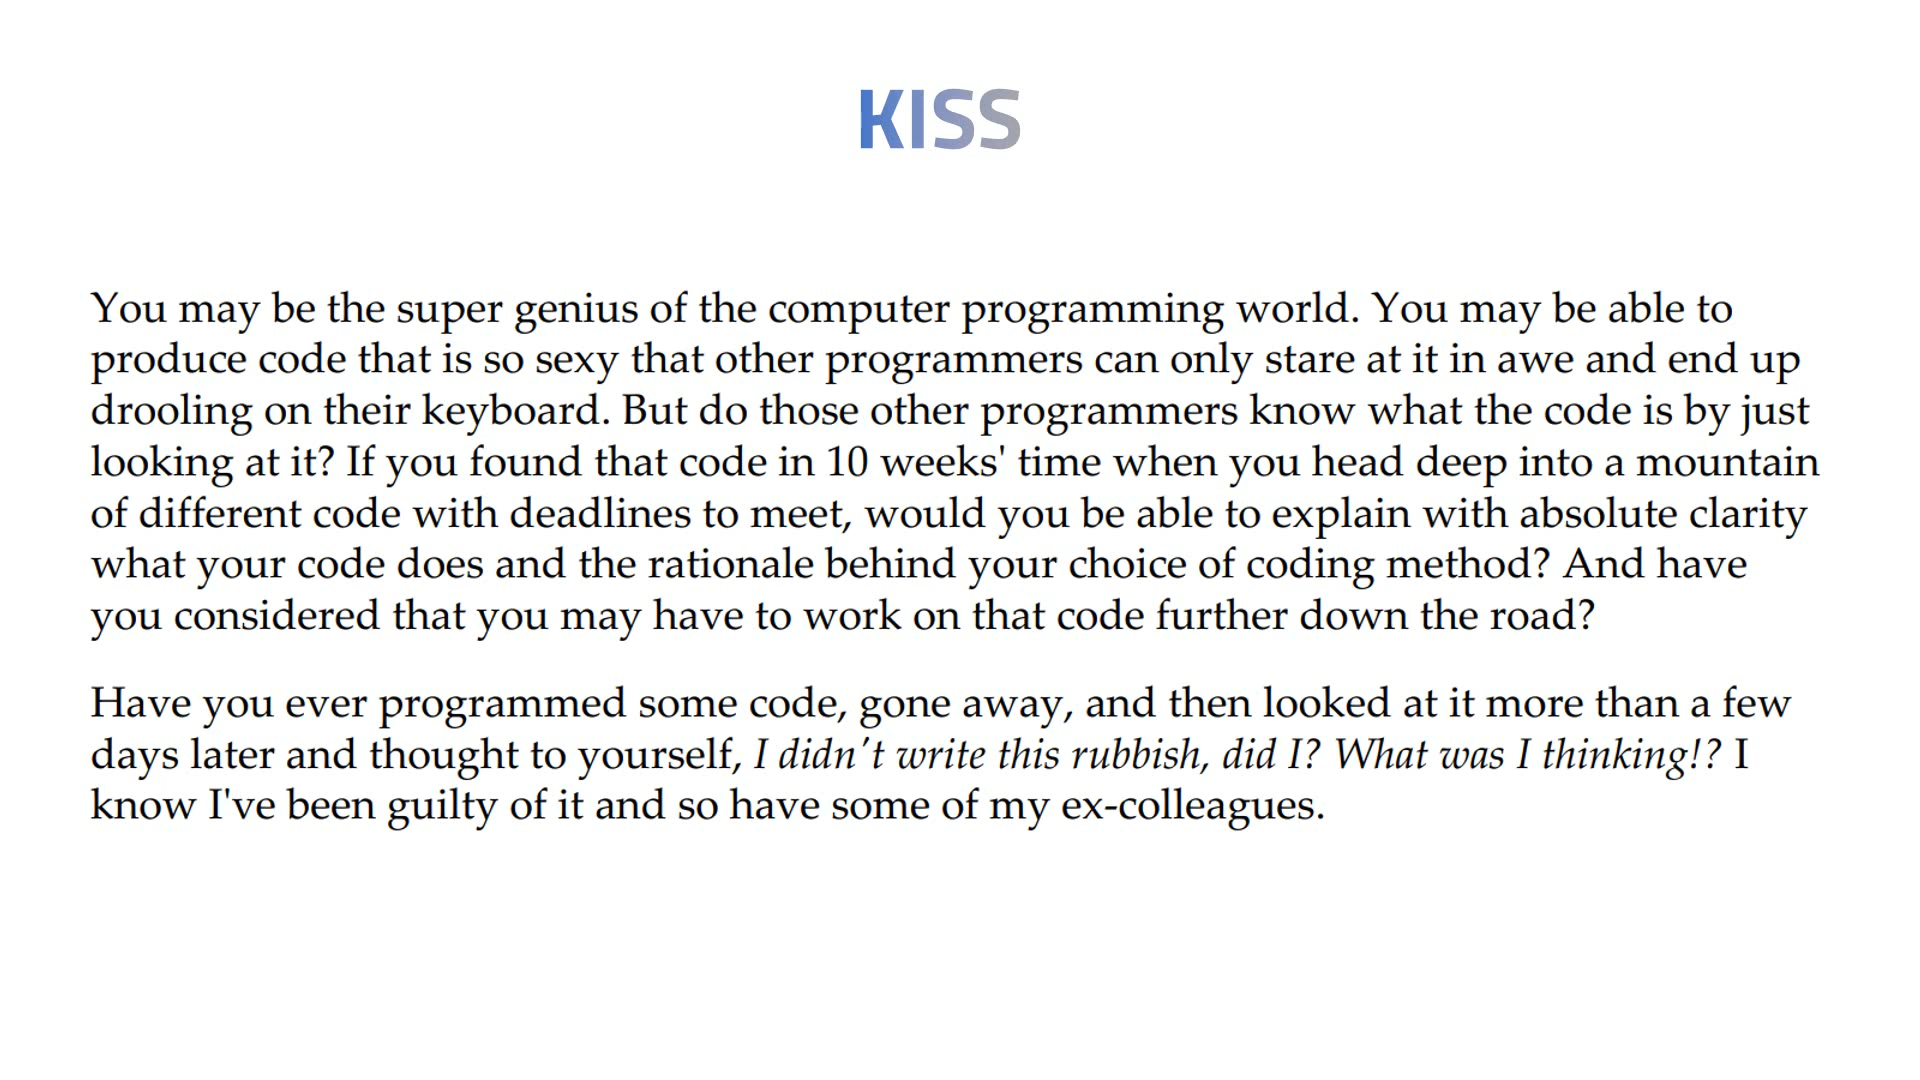 KISS
You may be the super genius of the computer programming world. You may be able to
produce code that is so sexy that other programmers can only stare at it in awe and end up
drooling on their keyboard. But do those other programmers know what the code is by just
looking at it? If you found that code in 10 weeks' time when you head deep into a mountain
of different code with deadlines to meet, would you be able to explain with absolute clarity
what your code does and the rationale behind your choice of coding method? And have
you considered that you may have to work on that code further down the road?
Have you ever programmed some code, gone away, and then looked at it more than a few
days later and thought to yourself, I didn't write this rubbish, did I? What was I thinking!? I
know I've been guilty of it and so have some of my ex-colleagues.